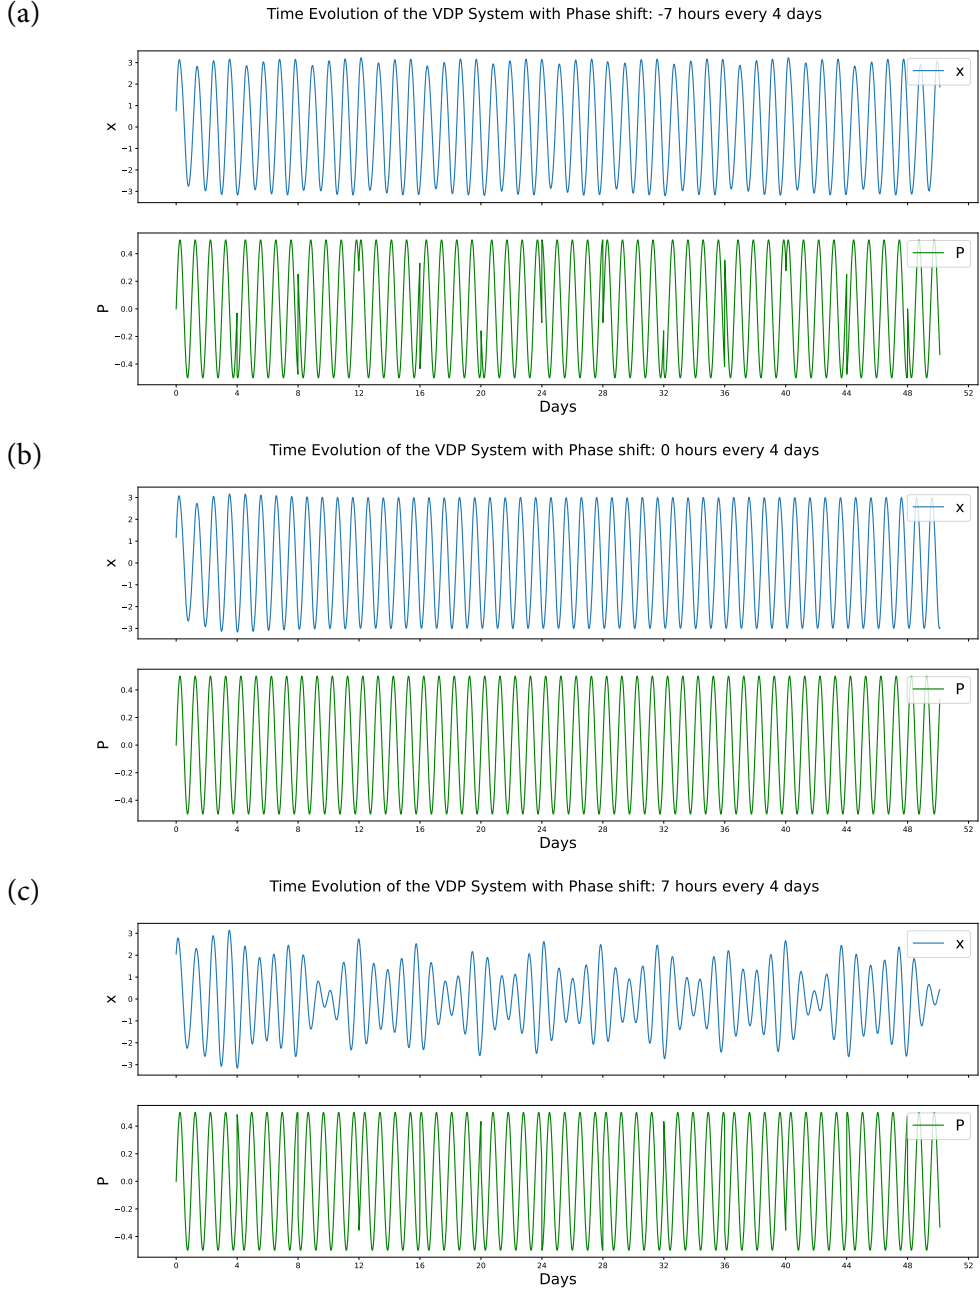 (a)
Time Evolution of the VDP System with Phase shift: -7 hours every 4 days
3
2
1
0
−1
−2
−3
x
x
0.4
0.2
0.0
−0.2
−0.4
P
P
0 4 8 12 16 20 24 28 32 36 40 44 48 52
Days
(b)
Time Evolution of the VDP System with Phase shift: 0 hours every 4 days
3
2
1
0
−1
−2
−3
x
x
0.4
0.2
0.0
−0.2
−0.4
P
P
0 4 8 12 16 20 24 28 32 36 40 44 48 52
Days
(c)
Time Evolution of the VDP System with Phase shift: 7 hours every 4 days
3
2
1
0
−1
−2
−3
x
x
0.4
0.2
0.0
−0.2
−0.4
P
P
0 4 8 12 16 20 24 28 32 36 40 44 48 52
Days